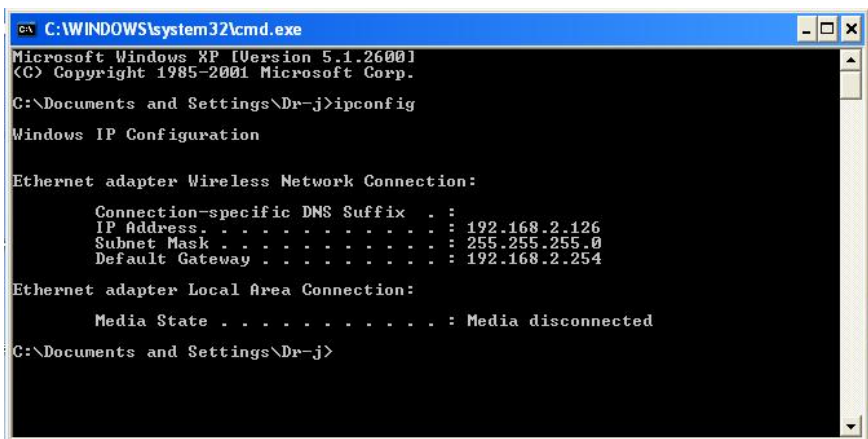 C:\WINDOWS\system32\cmd.exe
Microsoft Windows XP [Version 5.1.2600]
(C) Copyright 1985-2001 Microsoft Corp.
C:\Documents and Settings\Dr-j>ipconfig
Windows IP Configuration
Ethernet adapter Wireless Network Connection:
Connection-specific DNS Suffix . :
IP Address. . . . . . . . . . . . : 192.168.2.126
Subnet Mask . . . . . . . . . . . : 255.255.255.0
Default Gateway . . . . . . . . . : 192.168.2.254
Ethernet adapter Local Area Connection:
Media State . . . . . . . . . . . : Media disconnected
C:\Documents and Settings\Dr-j>